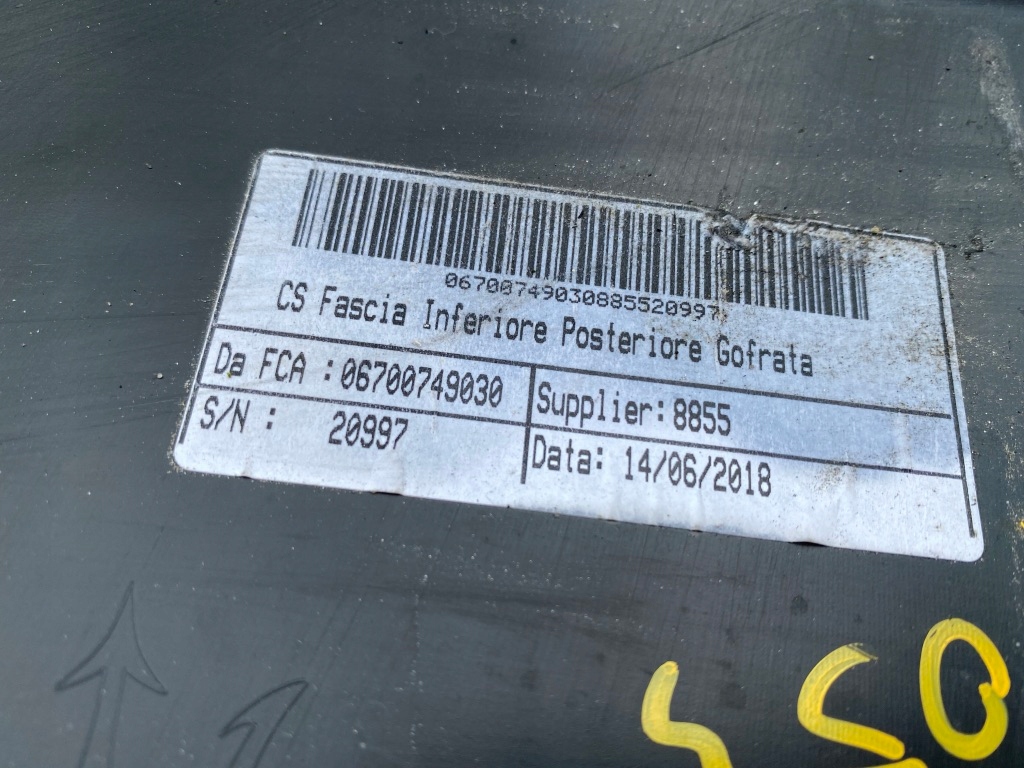 06700749030885520997
CS Fascia Inferiore Posteriore Gofrata
Da FCA : 06700749030
Supplier: 8855
S/N : 20997
Data: 14/06/2018